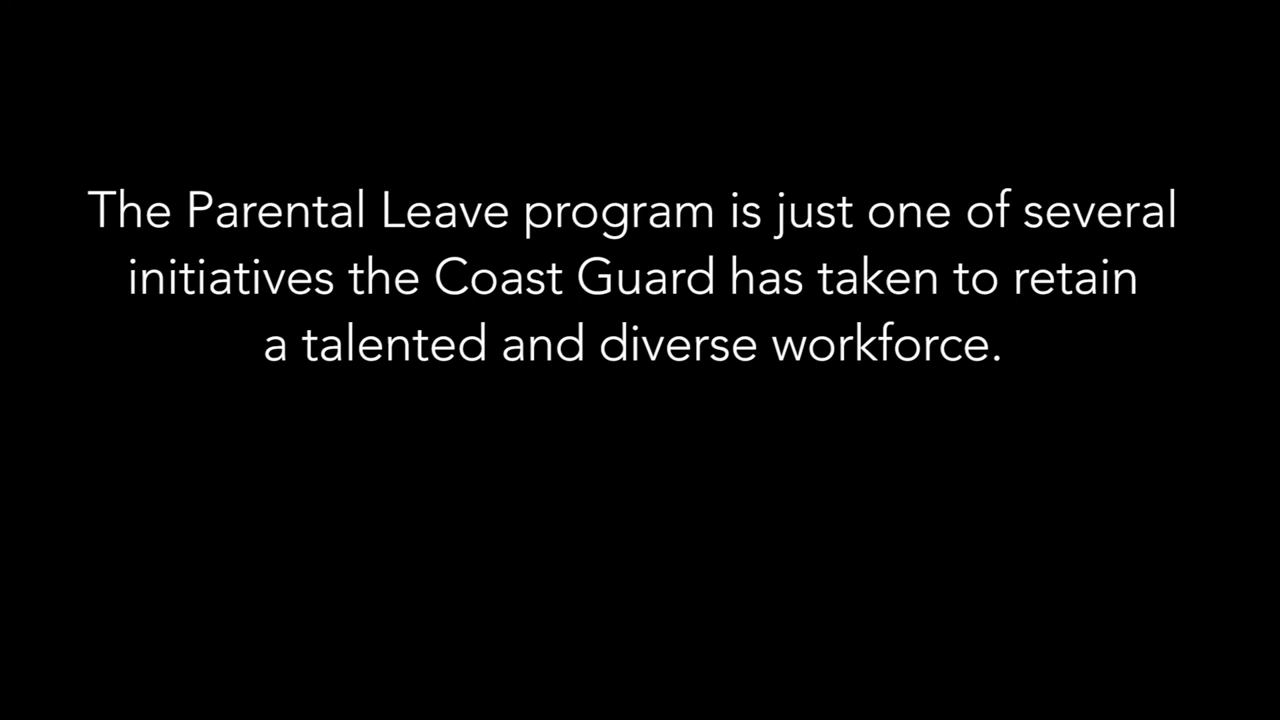 The Parental Leave program is just one of several
initiatives the Coast Guard has taken to retain
a talented and diverse workforce.